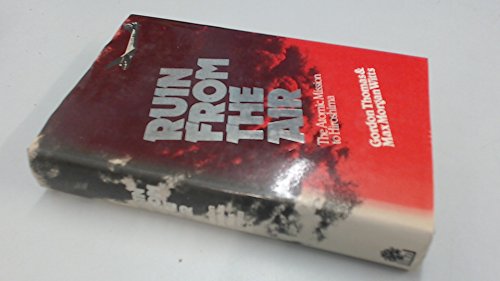 RUIN
FROM
THE
AIR
The Atomic Mission
to Hiroshima
Gordon Thomas &
Max Morgan Witts